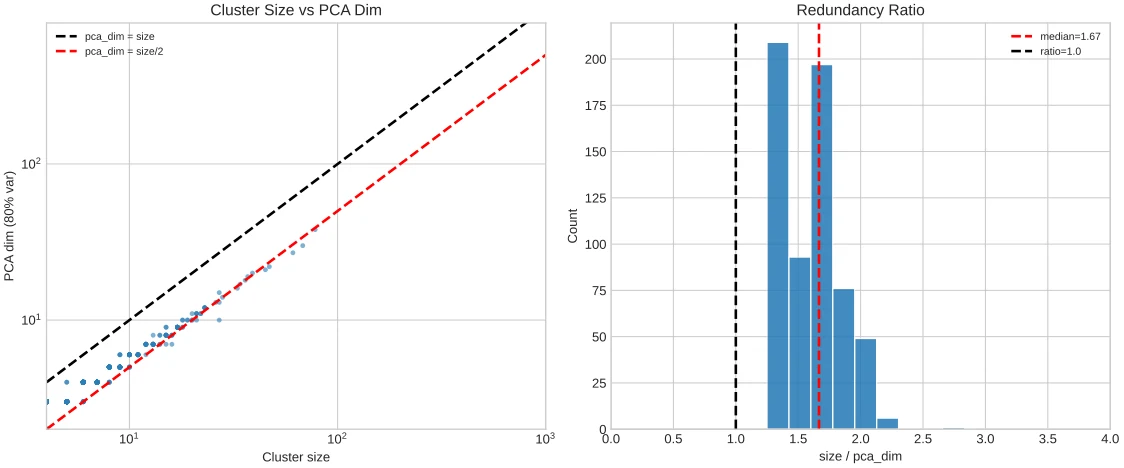 Cluster Size vs PCA Dim
pca_dim = size
pca_dim = size/2
PCA dim (80% var)
10²
10¹
10¹
10²
10³
Cluster size
Redundancy Ratio
median=1.67
ratio=1.0
Count
200
175
150
125
100
75
50
25
0
0.0
0.5
1.0
1.5
2.0
2.5
3.0
3.5
4.0
size / pca_dim